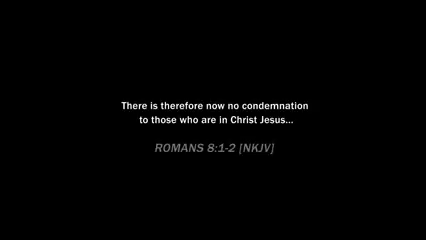 There is therefore now no condemnation
to those who are in Christ Jesus...
ROMANS 8:1-2 [NKJV]